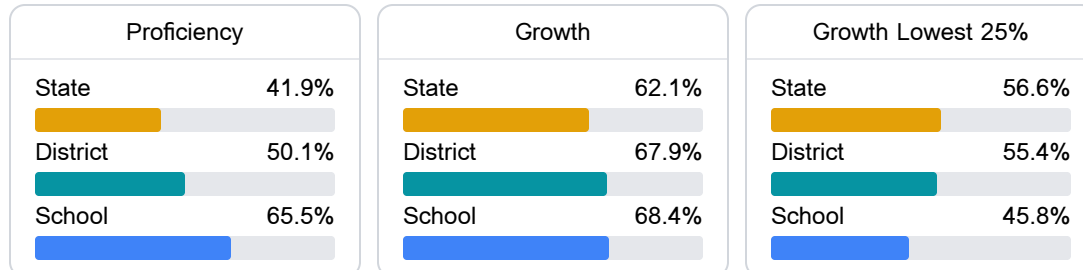 Proficiency
State 41.9%
District 50.1%
School 65.5%
Growth
State 62.1%
District 67.9%
School 68.4%
Growth Lowest 25%
State 56.6%
District 55.4%
School 45.8%